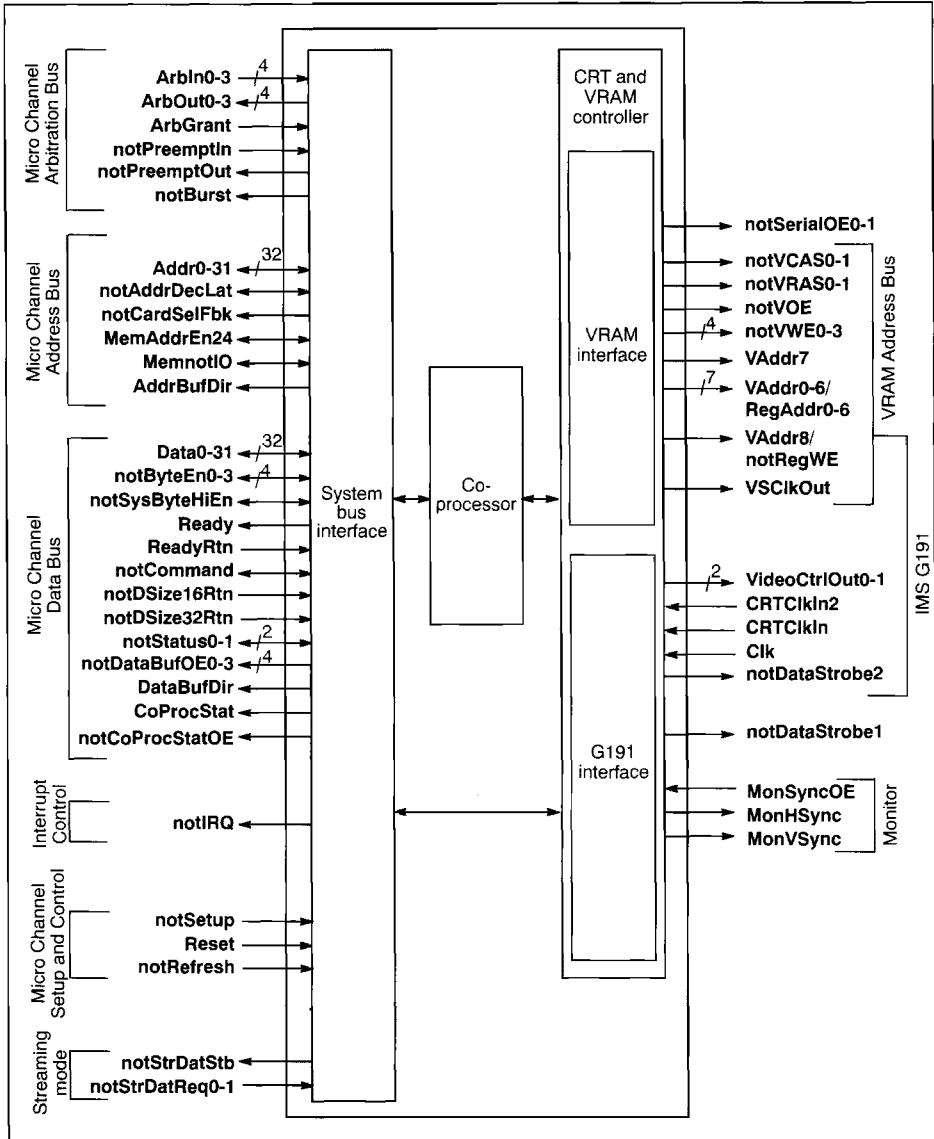 Micro Channel
Arbitration Bus
ArbIn0-3
4
ArbOut0-3
4
ArbGrant
notPreemptIn
notPreemptOut
notBurst
Micro Channel
Address Bus
Addr0-31
32
notAddrDecLat
notCardSelFbk
MemAddrEn24
MemnotIO
AddrBufDir
Micro Channel
Data Bus
Data0-31
32
notByteEn0-3
4
notSysByteHiEn
Ready
ReadyRtn
notCommand
notDSize16Rtn
notDSize32Rtn
notStatus0-1
2
notDataBufOE0-3
4
DataBufDir
CoProcStat
notCoProcStatOE
Interrupt
Control
notIRQ
Micro Channel
Setup and Control
notSetup
Reset
notRefresh
Streaming
mode
notStrDatStb
notStrDatReq0-1
System
bus
interface
Co-
processor
CRT and
VRAM
controller
VRAM
interface
G191
interface
notSerialOE0-1
notVCAS0-1
notVRAS0-1
notVOE
4
notVWE0-3
VAddr7
7
VAddr0-6/
RegAddr0-6
VAddr8/
notRegWE
VSClkOut
VRAM Address Bus
2
VideoCtrlOut0-1
CRTClkIn2
CRTClkIn
Clk
notDataStrobe2
IMS G191
notDataStrobe1
MonSyncOE
MonHSync
MonVSync
Monitor